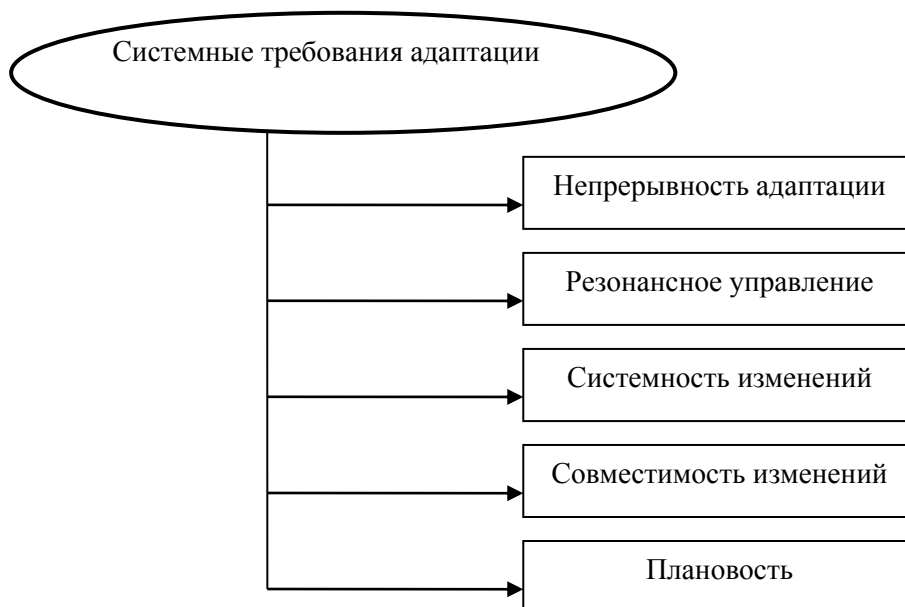 Системные требования адаптации
Непрерывность адаптации
Резонансное управление
Системность изменений
Совместимость изменений
Плановость